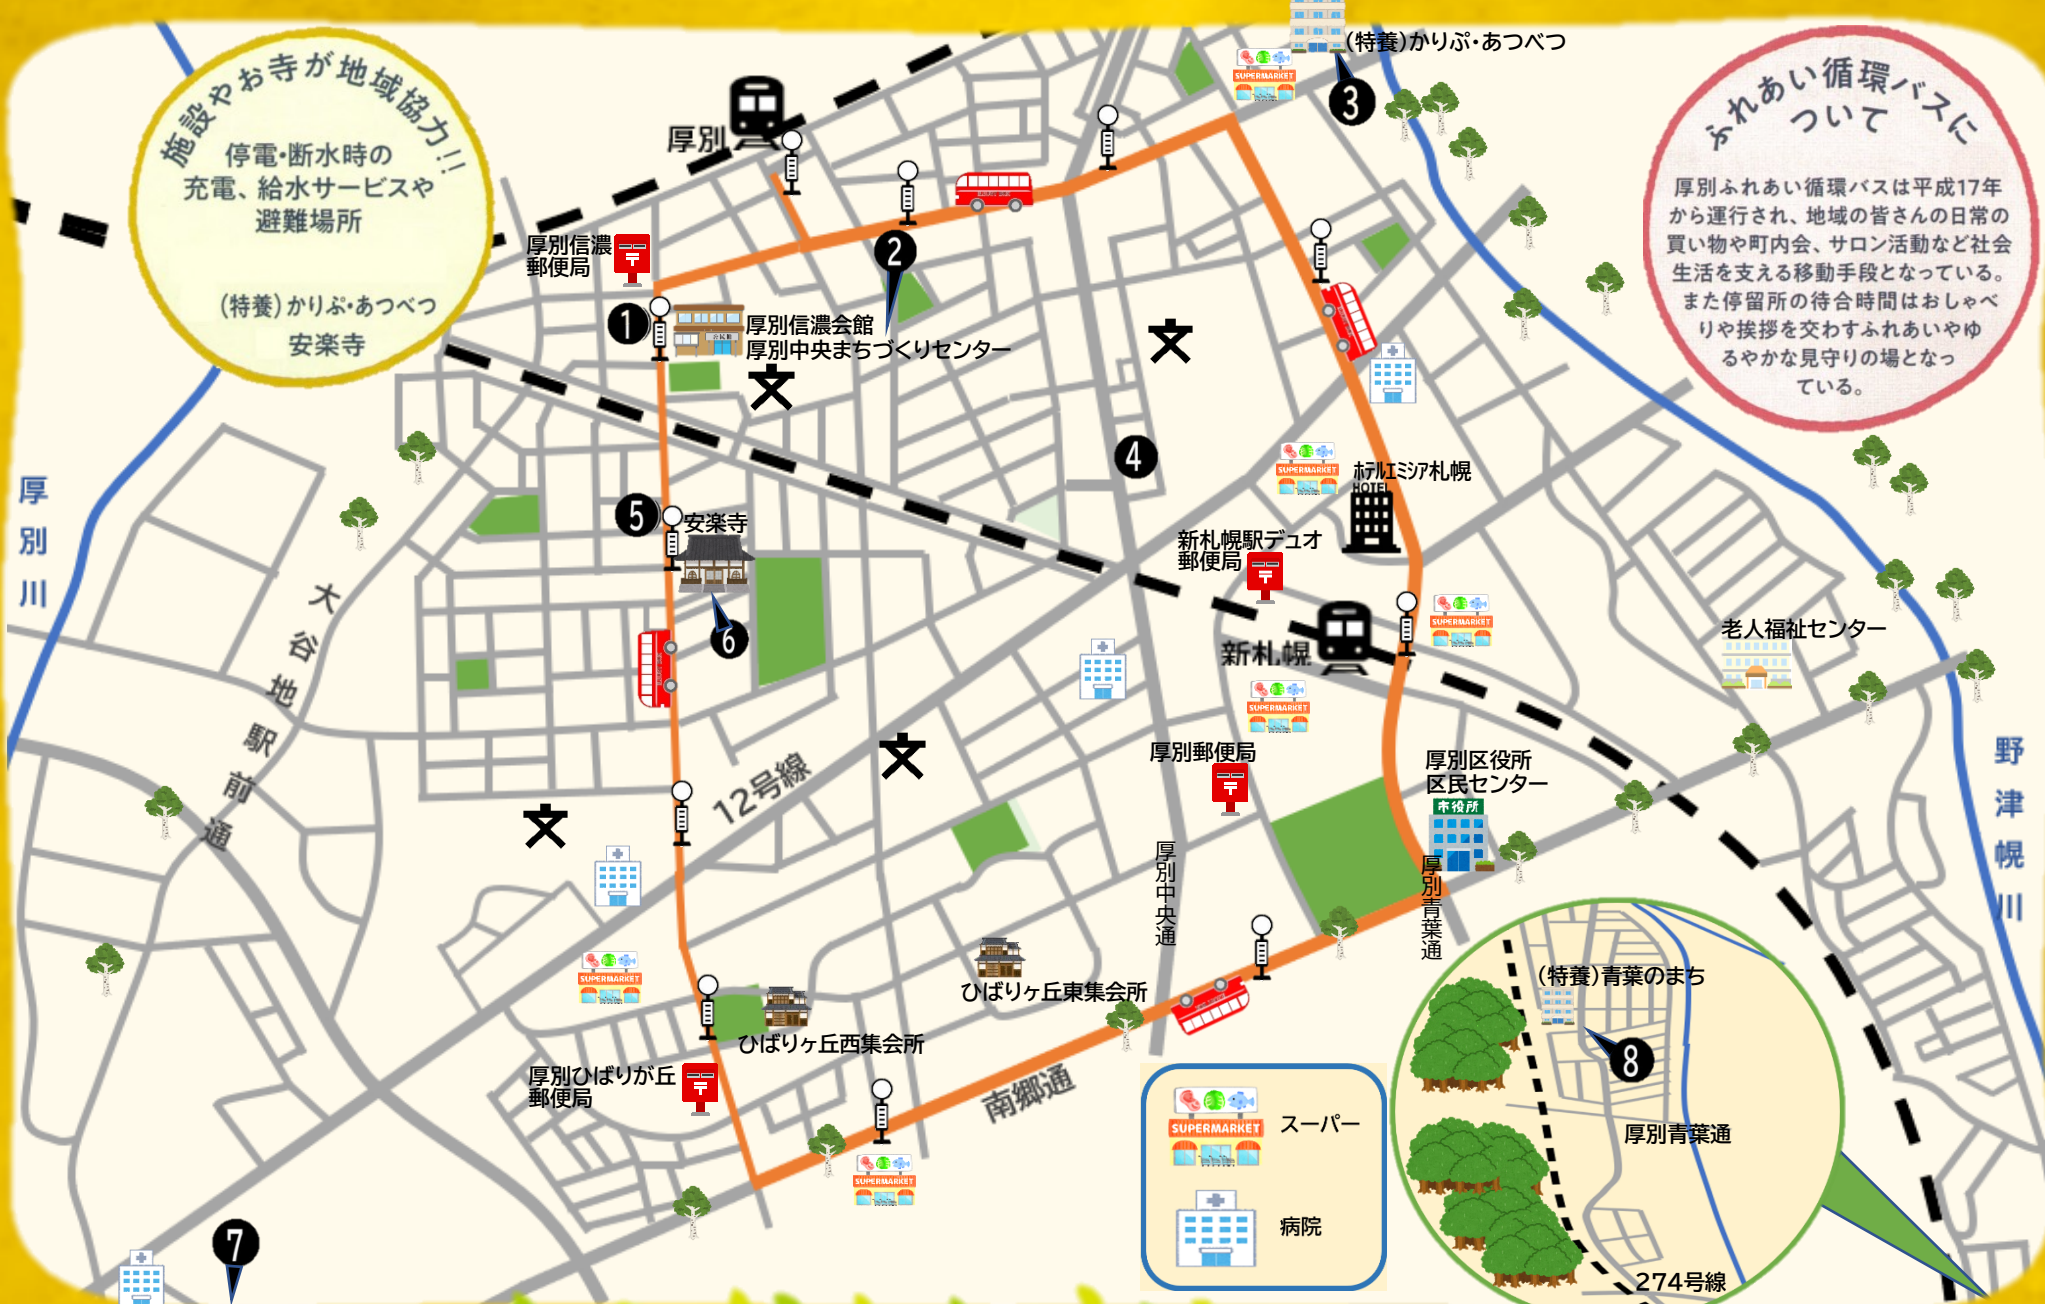 施設やお寺が地域協力!!
停電・断水時の
充電、給水サービスや
避難場所
(特養)かりぷ・あつべつ
安楽寺
ふれあい循環バスに
ついて
厚別ふれあい循環バスは平成17年
から運行され、地域の皆さんの日常の
買い物や町内会、サロン活動など社会
生活を支える移動手段となっている。
また停留所の待合時間はおしゃべ
りや挨拶を交わすふれあいやゆ
るやかな見守りの場となっ
ている。
(特養)かりぷ・あつべつ
SUPERMARKET
3
厚別
2
厚別信濃
郵便局
1
厚別信濃会館
厚別中央まちづくりセンター
文
文
4
SUPERMARKET
ホテルエミシア札幌
HOTEL
5
安楽寺
新札幌駅デュオ
郵便局
6
新札幌
SUPERMARKET
SUPERMARKET
老人福祉センター
厚別川
大谷地駅前通
12号線
文
文
厚別郵便局
厚別区役所
区民センター
市役所
野津幌川
厚別中央通
厚別青葉通
SUPERMARKET
ひばりヶ丘東集会所
ひばりヶ丘西集会所
厚別ひばりが丘
郵便局
南郷通
SUPERMARKET
7
SUPERMARKET
スーパー
病院
(特養)青葉のまち
8
厚別青葉通
274号線